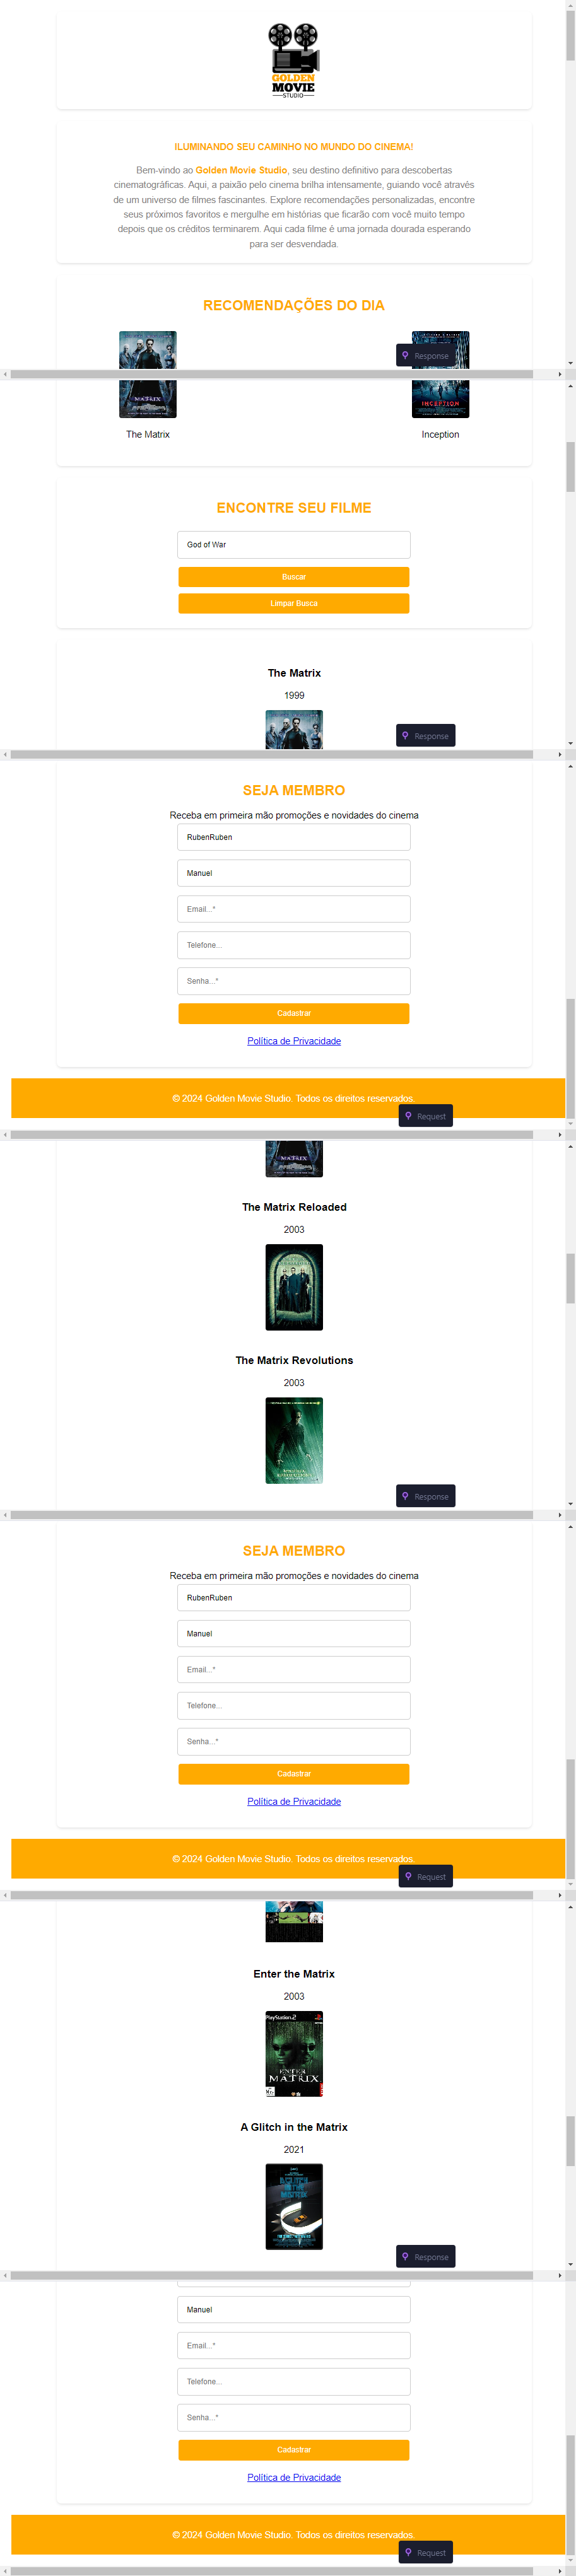 GOLDEN
MOVIE
STUDIO
ILUMINANDO SEU CAMINHO NO MUNDO DO CINEMA!
Bem-vindo ao Golden Movie Studio, seu destino definitivo para descobertas
cinematográficas. Aqui, a paixão pelo cinema brilha intensamente, guiando você através
de um universo de filmes fascinantes. Explore recomendações personalizadas, encontre
seus próximos favoritos e mergulhe em histórias que ficarão com você muito tempo
depois que os créditos terminarem. Aqui cada filme é uma jornada dourada esperando
para ser desvendada.
RECOMENDAÇÕES DO DIA
Response
MATRIX
INCEPTION
The Matrix
Inception
ENCONTRE SEU FILME
God of War
Buscar
Limpar Busca
The Matrix
1999
Response
SEJA MEMBRO
Receba em primeira mão promoções e novidades do cinema
RubenRuben
Manuel
Email...*
Telefone...
Senha...*
Cadastrar
Política de Privacidade
© 2024 Golden Movie Studio. Todos os direitos reservados.
Request
MATRIX
The Matrix Reloaded
2003
The Matrix Revolutions
2003
Response
SEJA MEMBRO
Receba em primeira mão promoções e novidades do cinema
RubenRuben
Manuel
Email...*
Telefone...
Senha...*
Cadastrar
Política de Privacidade
© 2024 Golden Movie Studio. Todos os direitos reservados.
Request
Enter the Matrix
2003
PlayStation 2
ENTER
MATRIX
A Glitch in the Matrix
2021
Response
Manuel
Email...*
Telefone...
Senha...*
Cadastrar
Política de Privacidade
© 2024 Golden Movie Studio. Todos os direitos reservados.
Request